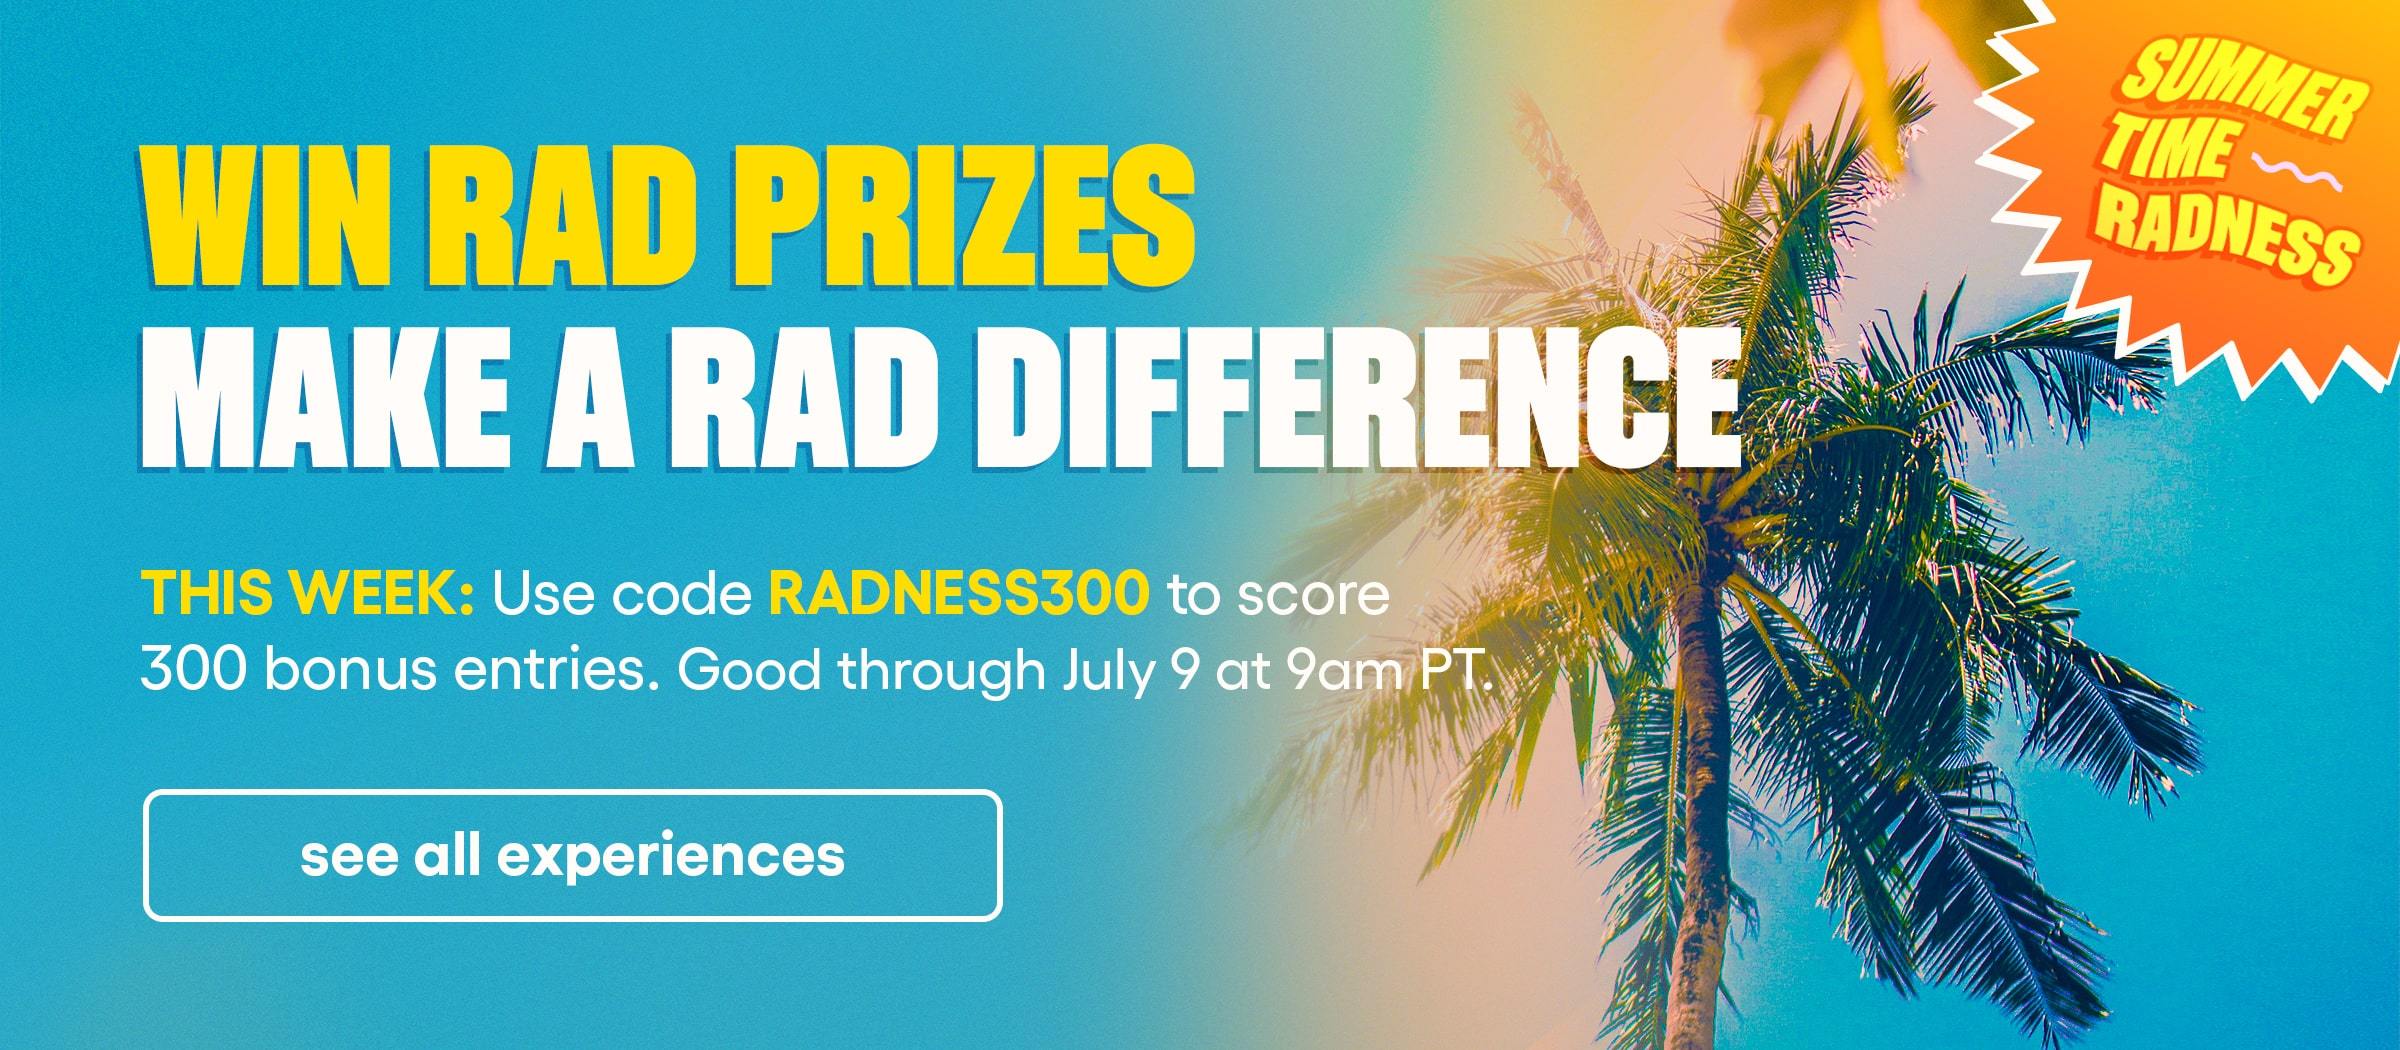 WIN RAD PRIZES
MAKE A RAD DIFFERENCE
THIS WEEK: Use code RADNESS300 to score
300 bonus entries. Good through July 9 at 9am PT.
see all experiences
SUMMER
TIME
RADNESS